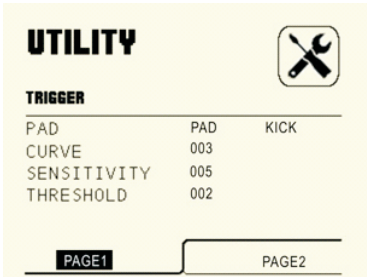 UTILITY
TRIGGER
PAD PAD KICK
CURVE 003
SENSITIVITY 005
THRESHOLD 002
PAGE1 PAGE2